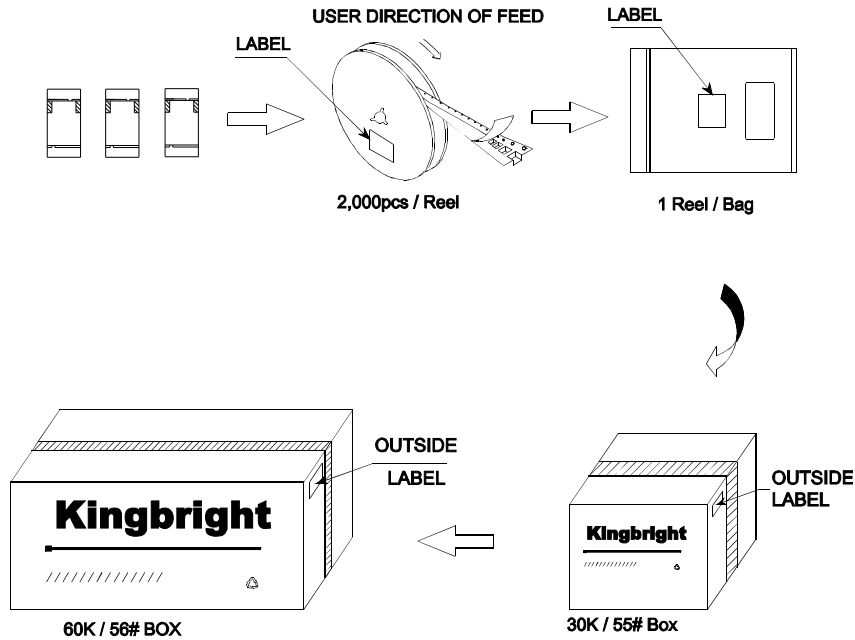 USER DIRECTION OF FEED
LABEL
LABEL
2,000pcs / Reel
1 Reel / Bag
OUTSIDE
LABEL
Kingbright
60K / 56# BOX
OUTSIDE
LABEL
Kingbright
30K / 55# Box